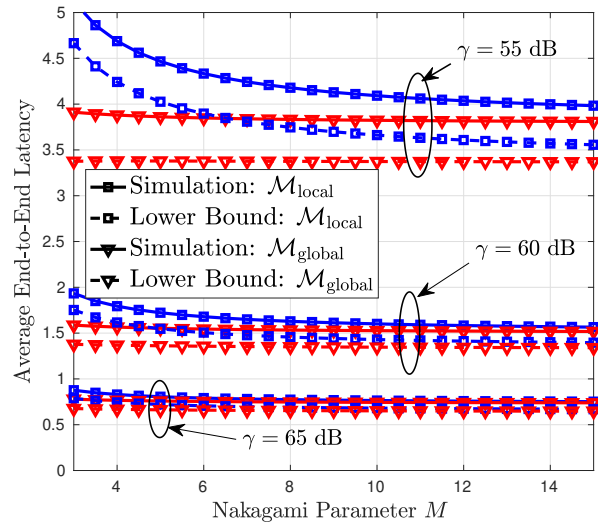 5
4.5
4
3.5
3
2.5
2
1.5
1
0.5
0
4
6
8
10
12
14
Average End-to-End Latency
Nakagami Parameter M
γ = 55 dB
Simulation: ℳlocal
Lower Bound: ℳlocal
Simulation: ℳglobal
Lower Bound: ℳglobal
γ = 60 dB
γ = 65 dB